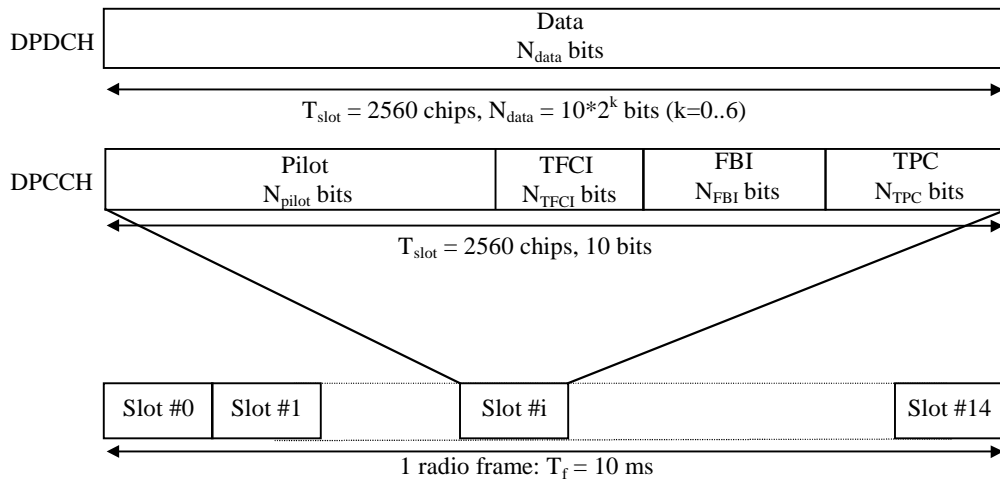 Data
DPDCH
N_data bits
T_slot = 2560 chips, N_data = 10*2^k bits (k=0..6)
Pilot TFCI FBI TPC
DPCCH
N_pilot bits N_TFCI bits N_FBI bits N_TPC bits
T_slot = 2560 chips, 10 bits
Slot #0 Slot #1 Slot #i Slot #14
1 radio frame: T_f = 10 ms